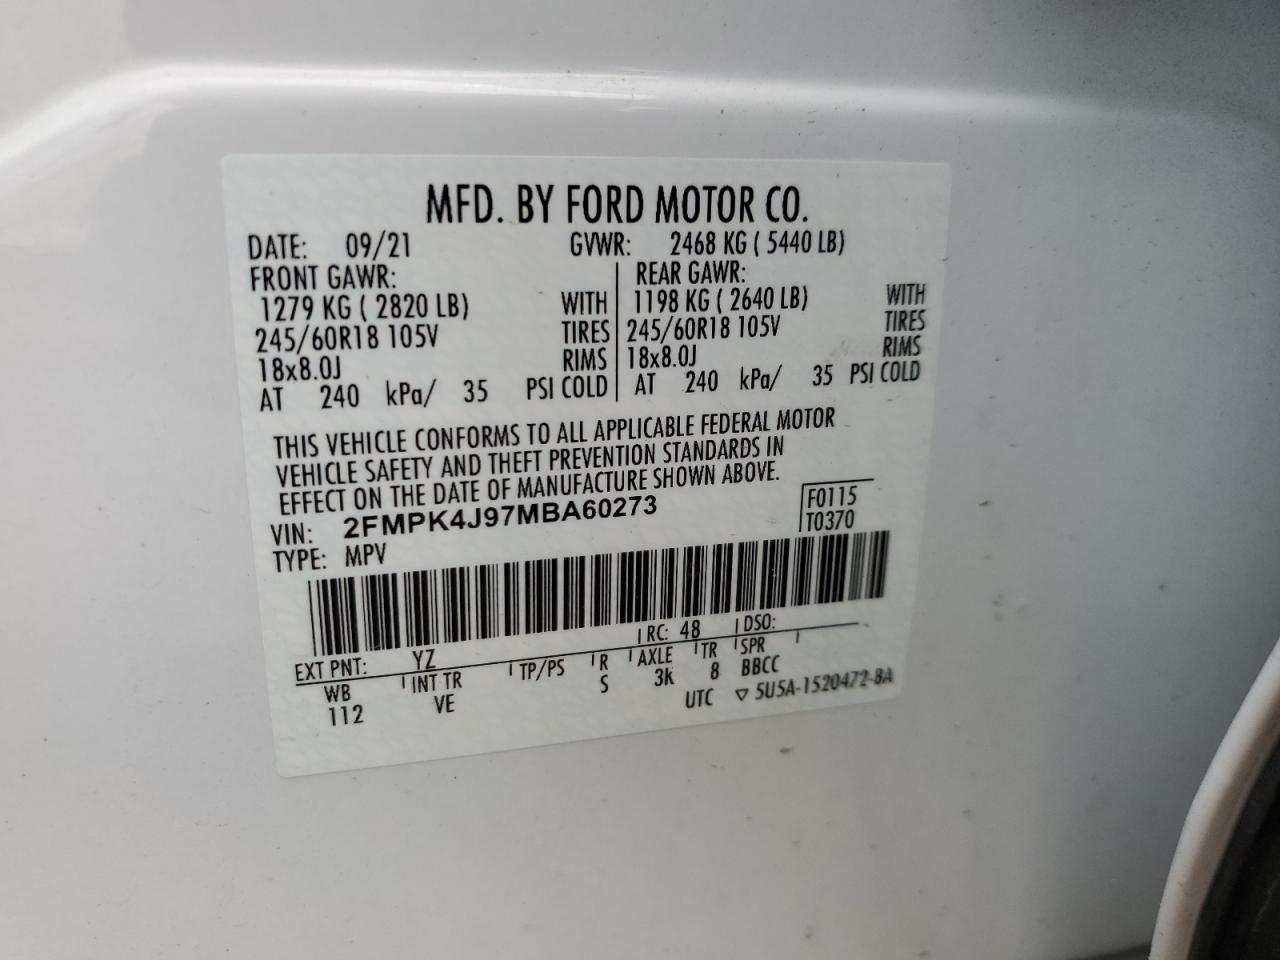 MFD. BY FORD MOTOR CO.
DATE: 09/21 GVWR: 2468 KG ( 5440 LB)
FRONT GAWR: REAR GAWR:
1279 KG ( 2820 LB) WITH 1198 KG ( 2640 LB) WITH
245/60R18 105V TIRES 245/60R18 105V TIRES
18x8.0J RIMS 18x8.0J RIMS
AT 240 kPa/ 35 PSI COLD AT 240 kPa/ 35 PSI COLD
THIS VEHICLE CONFORMS TO ALL APPLICABLE FEDERAL MOTOR
VEHICLE SAFETY AND THEFT PREVENTION STANDARDS IN
EFFECT ON THE DATE OF MANUFACTURE SHOWN ABOVE.
VIN: 2FMPK4J97MBA60273 F0115
TYPE: MPV T0370
EXT PNT: YZ RC: 48 DSO:
WB INT TR TP/PS R AXLE TR SPR
112 VE S 3k 8 BBCC
UTC ▽ 5U5A-1520472-BA